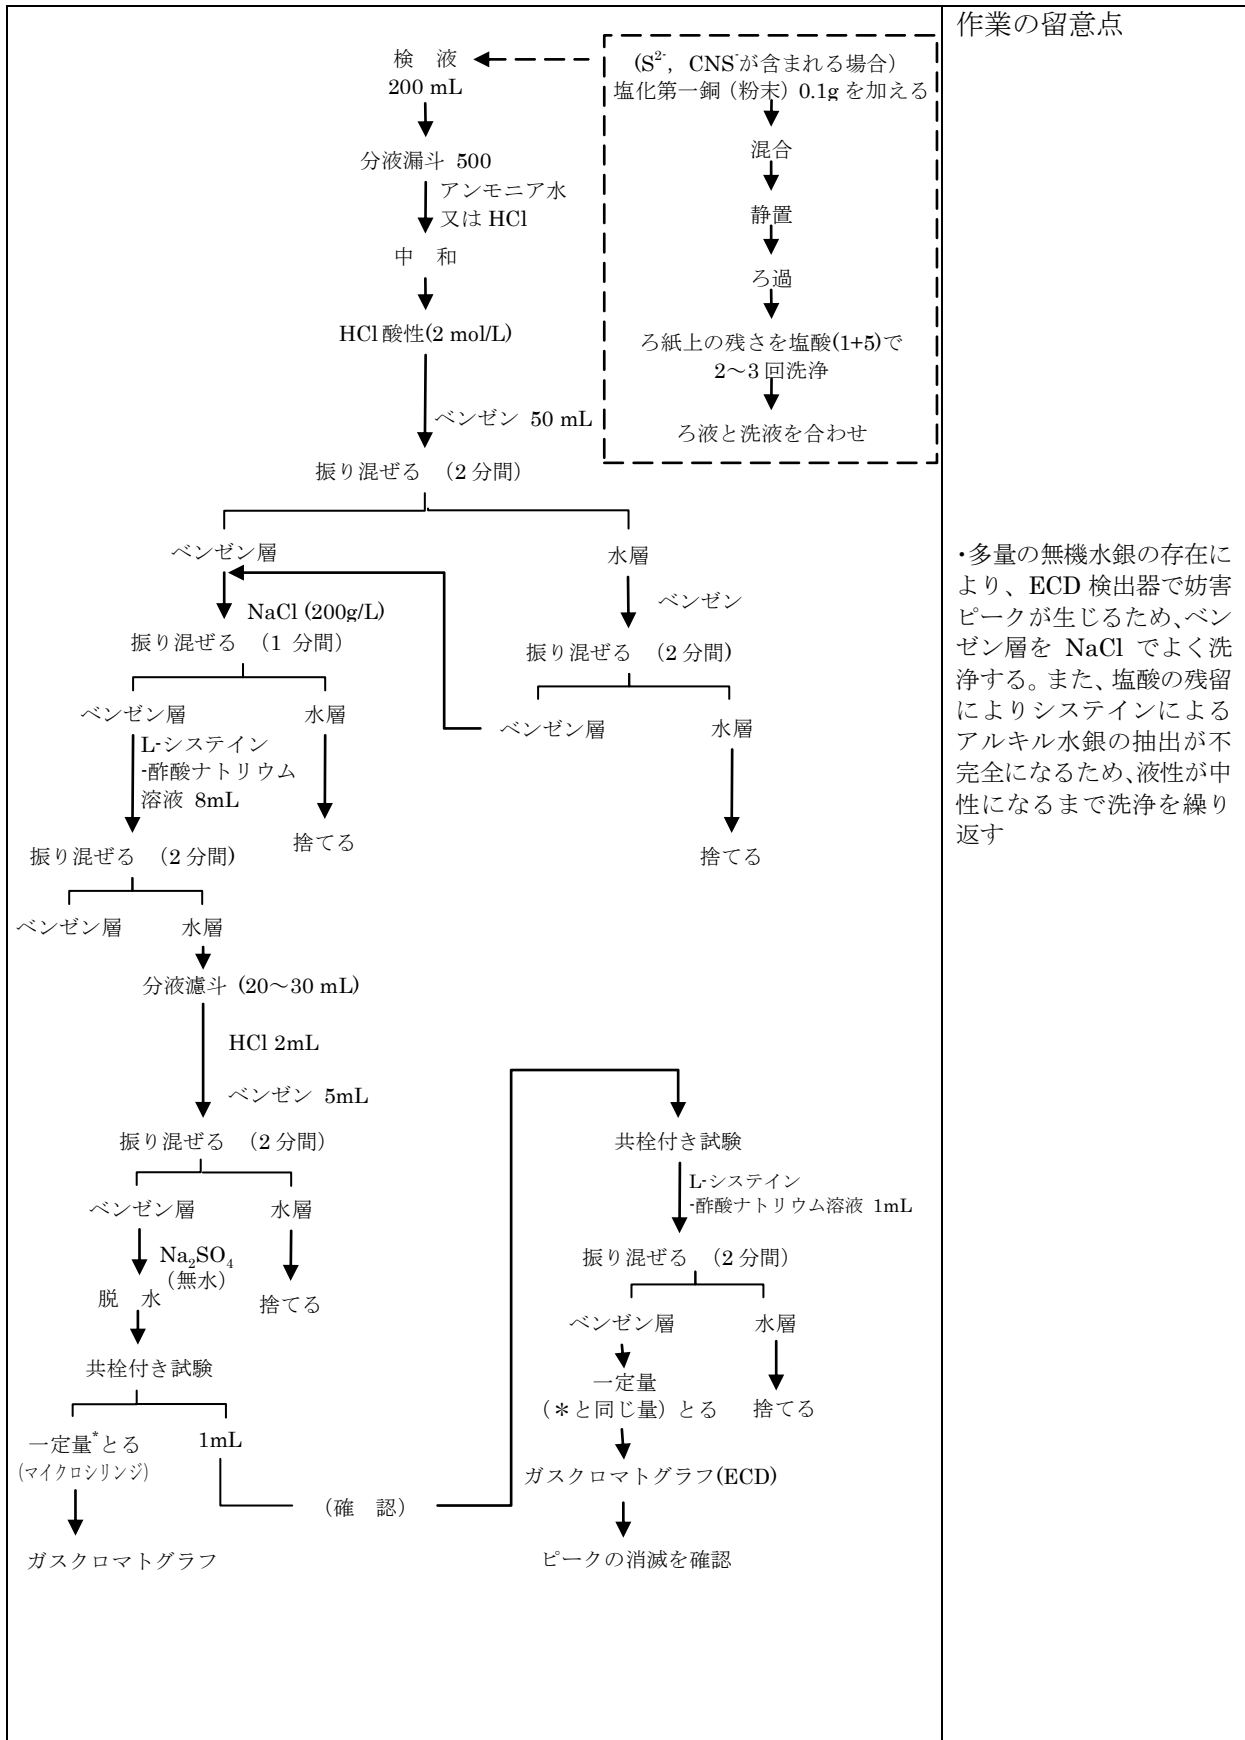 作業の留意点
検　液
200 mL
(S²⁻, CNS⁻が含まれる場合)
塩化第一銅（粉末）0.1g を加える
混合
静置
ろ過
ろ紙上の残さを塩酸(1+5)で
2～3 回洗浄
ろ液と洗液を合わせ
分液漏斗 500
アンモニア水
又は HCl
中　和
HCl 酸性(2 mol/L)
ベンゼン 50 mL
振り混ぜる （2 分間）
ベンゼン層
水層
NaCl (200g/L)
振り混ぜる （1 分間）
ベンゼン
振り混ぜる （2 分間）
ベンゼン層
水層
捨てる
ベンゼン層
水層
L-システイン
-酢酸ナトリウム
溶液 8mL
捨てる
振り混ぜる （2 分間）
ベンゼン層
水層
分液濾斗 (20～30 mL)
HCl 2mL
ベンゼン 5mL
振り混ぜる （2 分間）
ベンゼン層
水層
Na₂SO₄
（無水）
脱　水
捨てる
共栓付き試験
一定量*とる
(マイクロシリンジ)
1mL
ガスクロマトグラフ
（確　認）
共栓付き試験
L-システイン
-酢酸ナトリウム溶液 1mL
振り混ぜる （2 分間）
ベンゼン層
水層
一定量
（＊と同じ量）とる
捨てる
ガスクロマトグラフ(ECD)
ピークの消滅を確認
・多量の無機水銀の存在に
より、ECD 検出器で妨害
ピークが生じるため、ベン
ゼン層を NaCl でよく洗
浄する。また、塩酸の残留
によりシステインによる
アルキル水銀の抽出が不
完全になるため、液性が中
性になるまで洗浄を繰り
返す